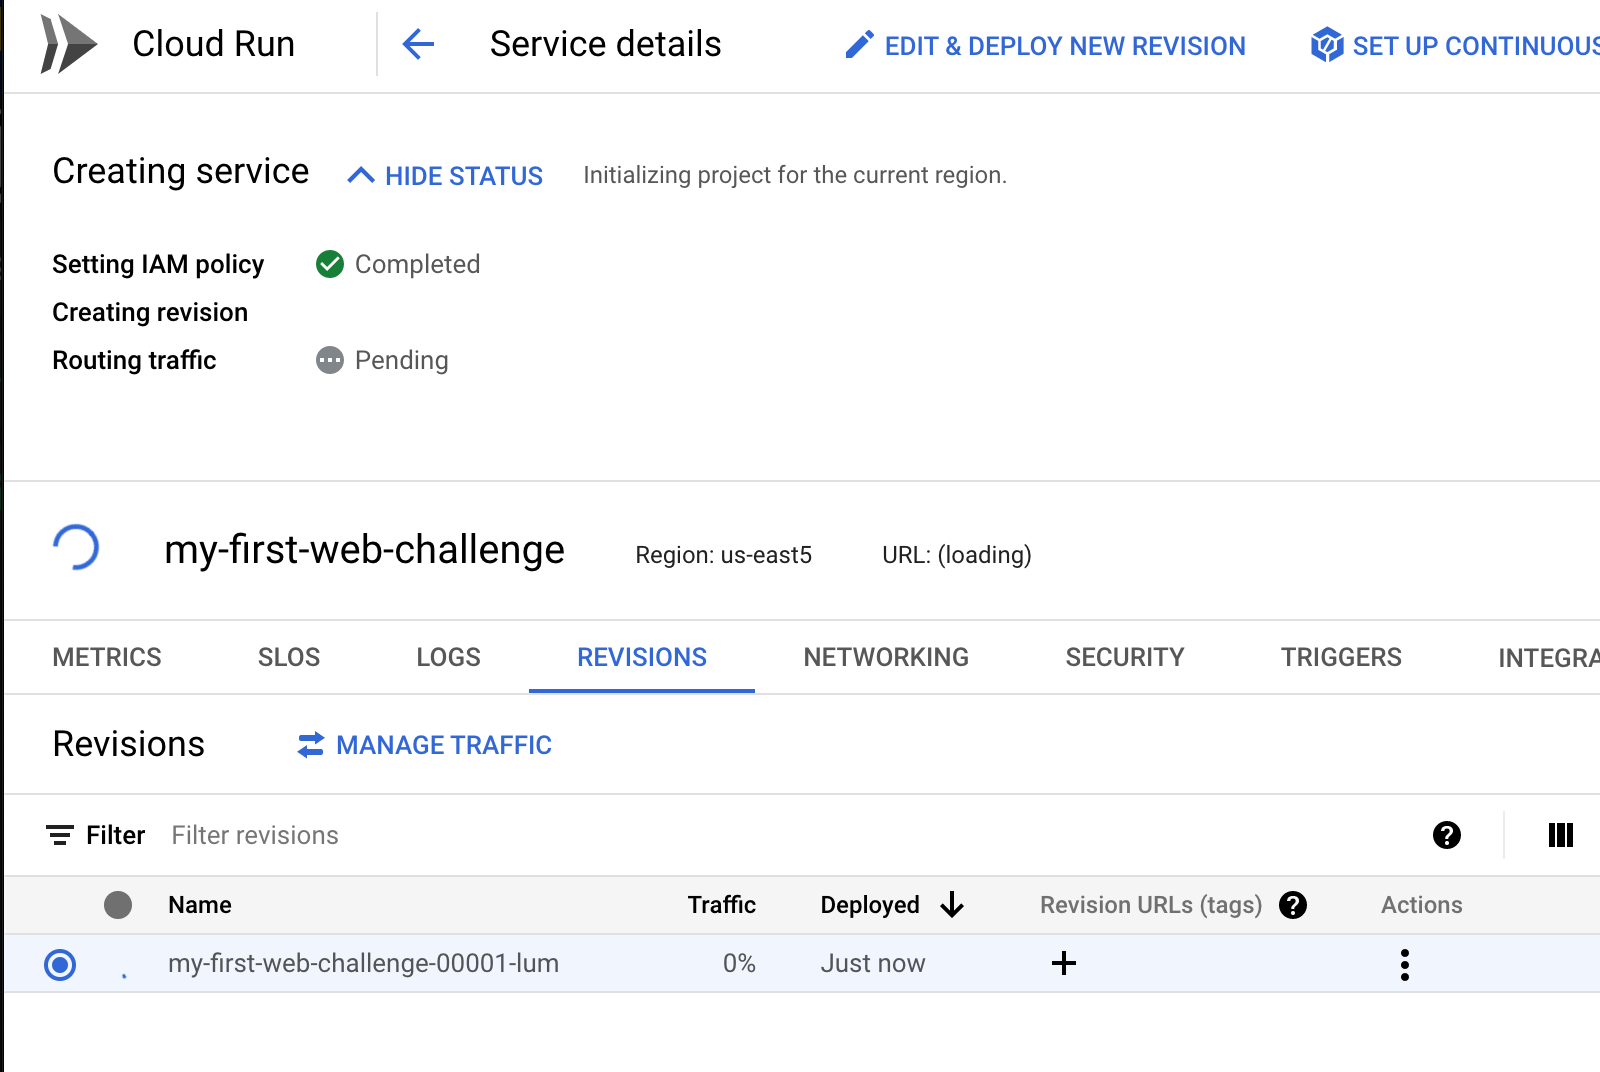 Cloud Run
Service details
EDIT & DEPLOY NEW REVISION
SET UP CONTINUOUS
Creating service
HIDE STATUS
Initializing project for the current region.
Setting IAM policy Completed
Creating revision
Routing traffic Pending
my-first-web-challenge
Region: us-east5
URL: (loading)
METRICS SLOS LOGS REVISIONS NETWORKING SECURITY TRIGGERS INTEGRA
Revisions
MANAGE TRAFFIC
Filter Filter revisions
Name Traffic Deployed Revision URLs (tags) Actions
my-first-web-challenge-00001-lum 0% Just now